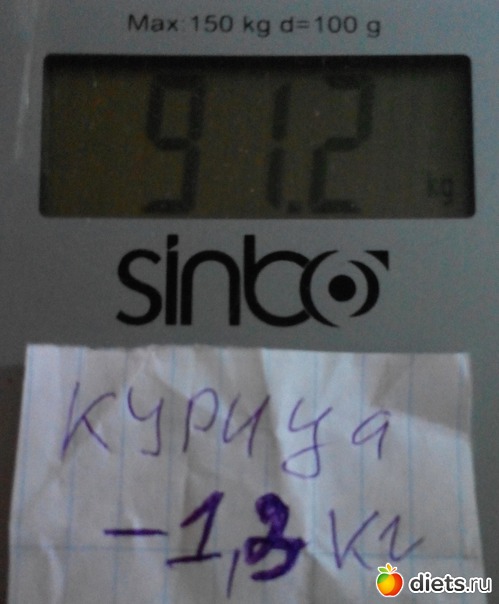 Max: 150 kg d=100 g
91.2
kg
sinbo
курица
-1,3 кг
diets.ru